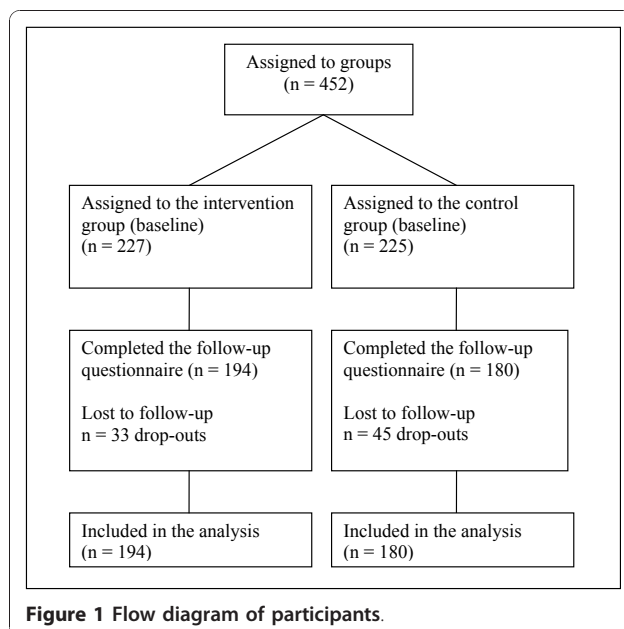 Assigned to groups
(n = 452)
Assigned to the intervention
group (baseline)
(n = 227)
Assigned to the control
group (baseline)
(n = 225)
Completed the follow-up
questionnaire (n = 194)
Lost to follow-up
n = 33 drop-outs
Completed the follow-up
questionnaire (n = 180)
Lost to follow-up
n = 45 drop-outs
Included in the analysis
(n = 194)
Included in the analysis
(n = 180)
Figure 1 Flow diagram of participants.